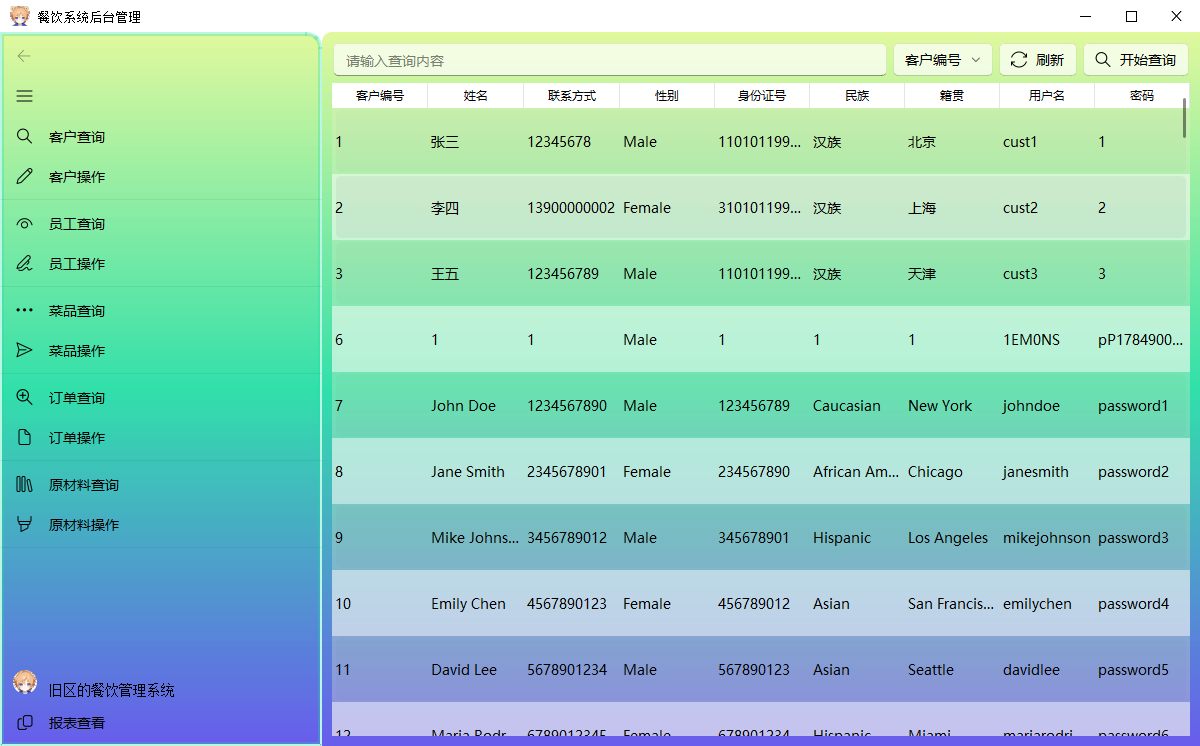 餐饮系统后台管理
客户查询
客户操作
员工查询
员工操作
菜品查询
菜品操作
订单查询
订单操作
原材料查询
原材料操作
旧区的餐饮管理系统
报表查看
请输入查询内容 客户编号 刷新 开始查询
客户编号 姓名 联系方式 性别 身份证号 民族 籍贯 用户名 密码
1 张三 12345678 Male 110101199... 汉族 北京 cust1 1
2 李四 13900000002 Female 310101199... 汉族 上海 cust2 2
3 王五 123456789 Male 110101199... 汉族 天津 cust3 3
6 1 1 Male 1 1 1 1EM0NS pP1784900...
7 John Doe 1234567890 Male 123456789 Caucasian New York johndoe password1
8 Jane Smith 2345678901 Female 234567890 African Am... Chicago janesmith password2
9 Mike Johns... 3456789012 Male 345678901 Hispanic Los Angeles mikejohnson password3
10 Emily Chen 4567890123 Female 456789012 Asian San Francis... emilychen password4
11 David Lee 5678901234 Male 567890123 Asian Seattle davidlee password5
12 Maria Rodr... 6789012345 Female 678901234 Hispanic Miami mariarodri... password6